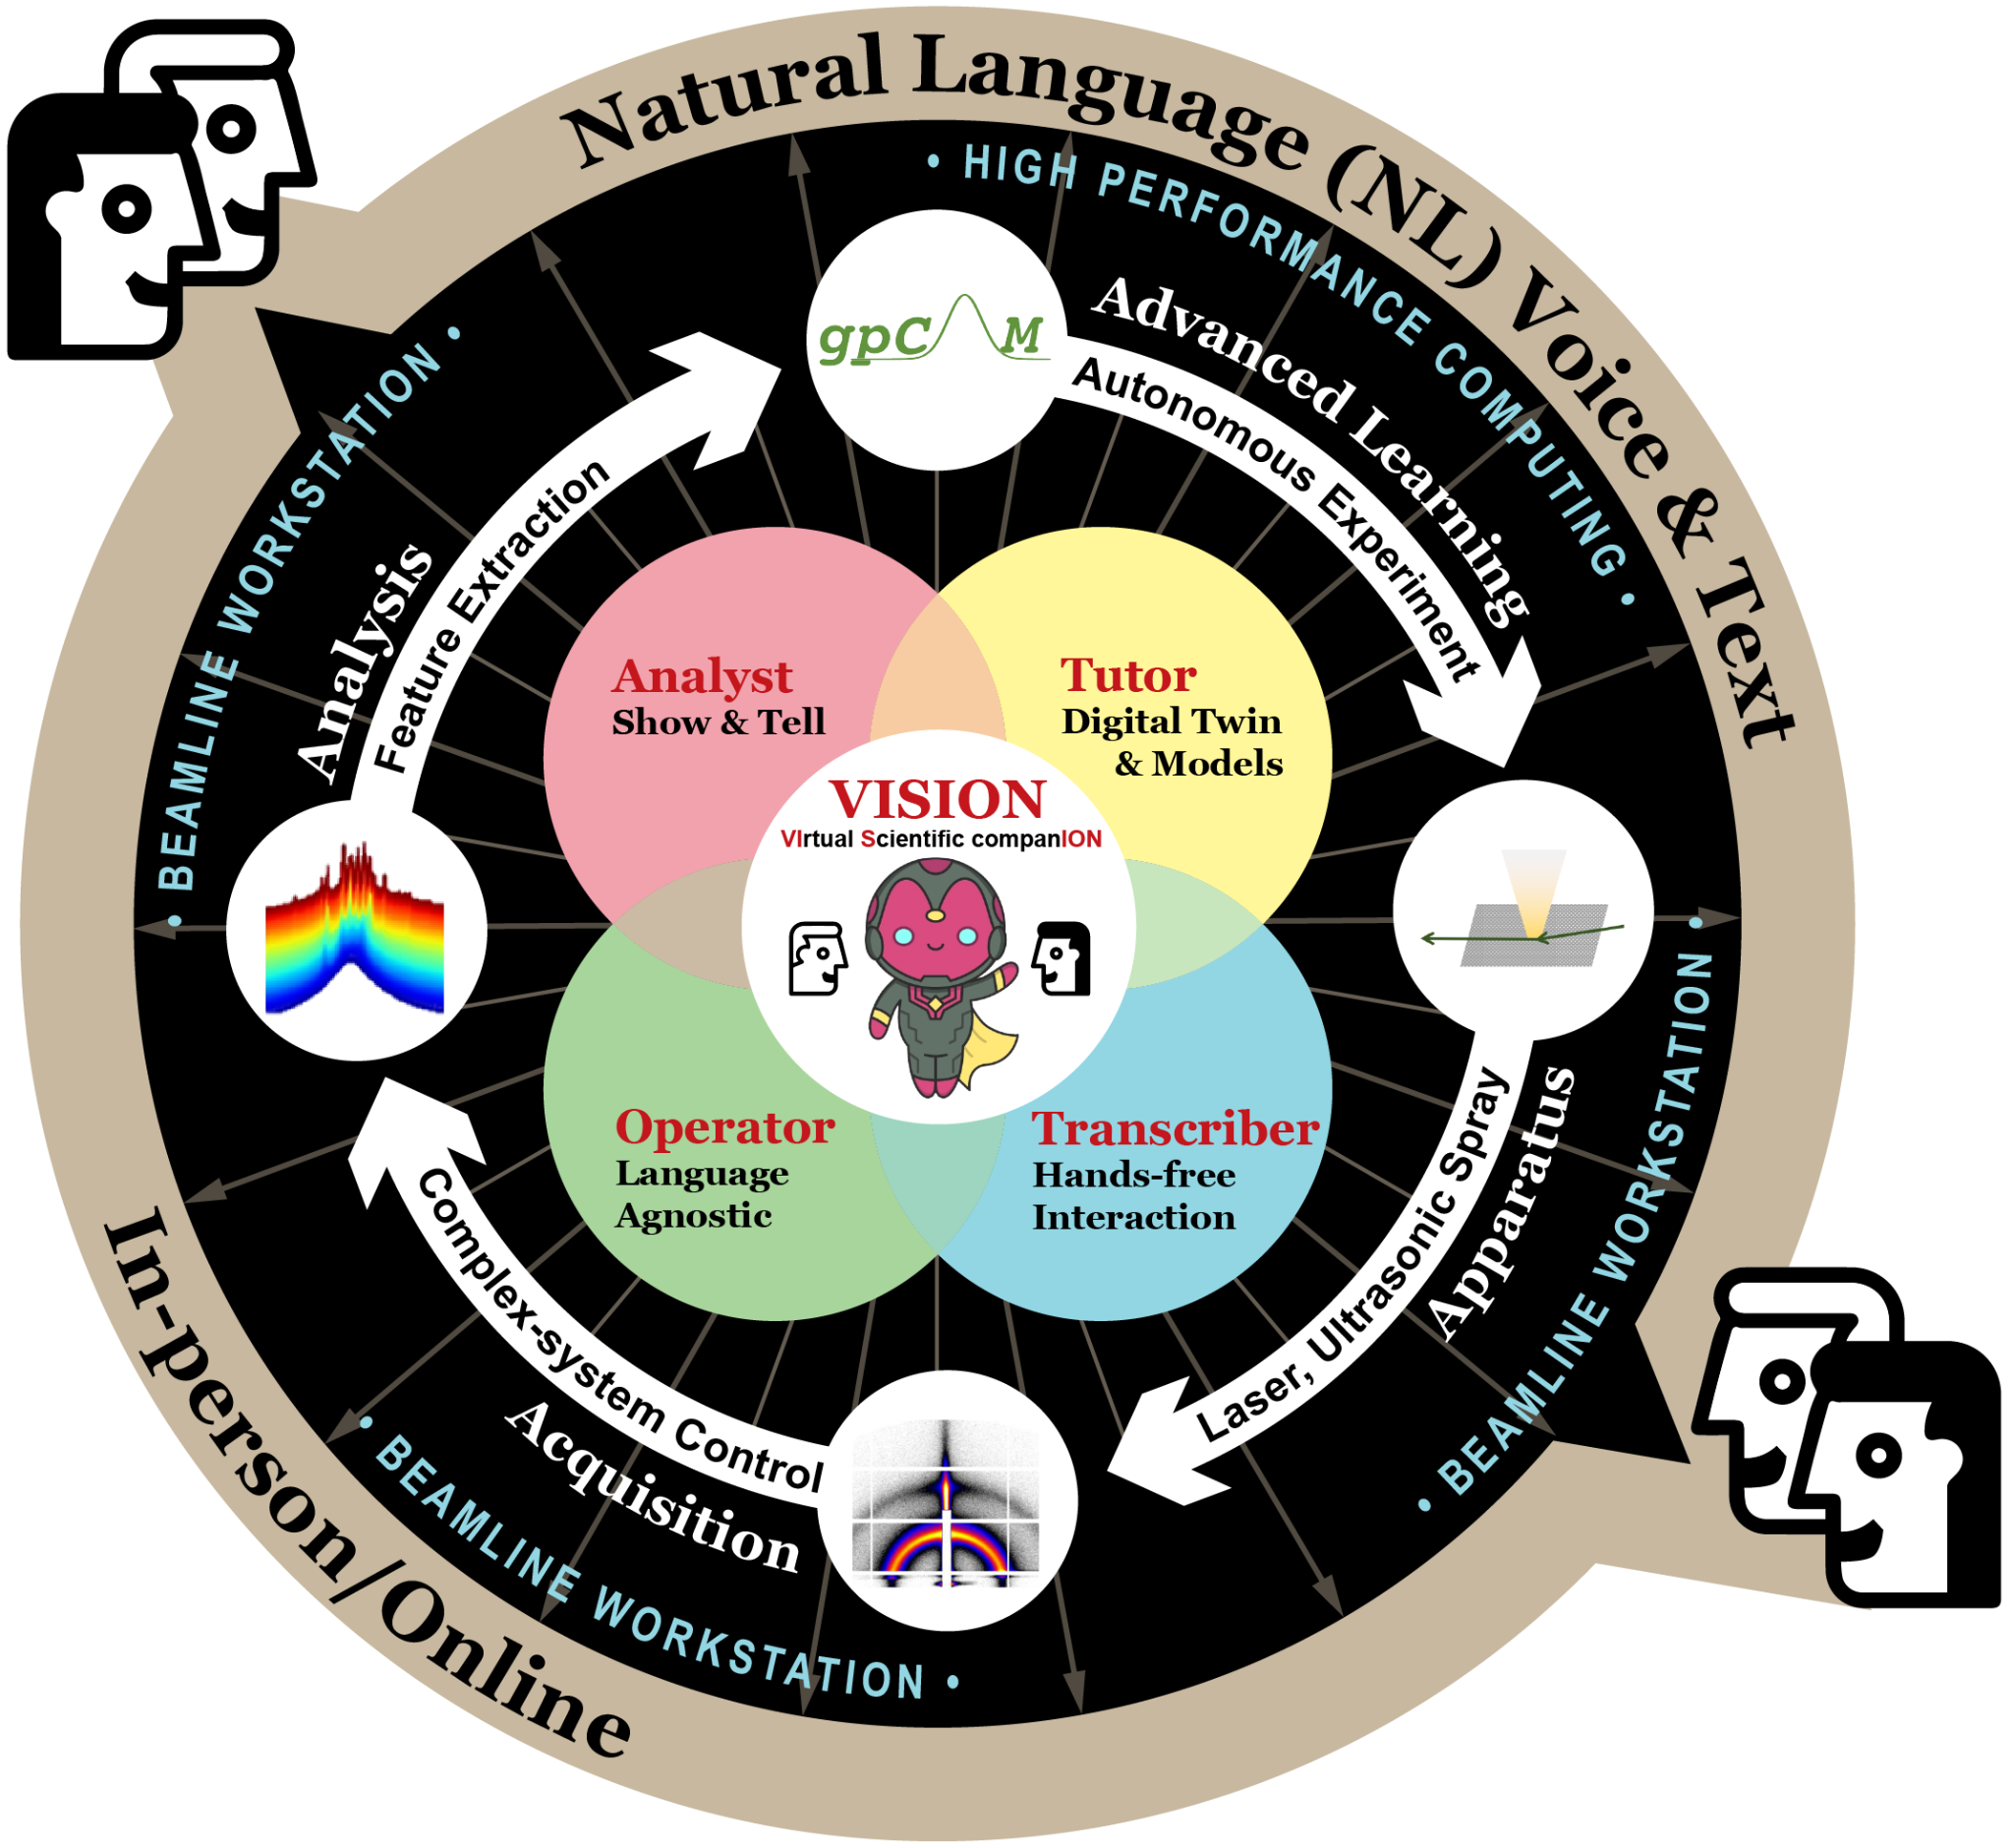 Natural Language (NL) Voice & Text
• HIGH PERFORMANCE COMPUTING •
Advanced Learning
Autonomous Experiment
gpCAM
• BEAMLINE WORKSTATION •
Analysis
Feature Extraction
Analyst
Show & Tell
Tutor
Digital Twin
& Models
VISION
VIrtual Scientific companION
Operator
Language
Agnostic
Transcriber
Hands-free
Interaction
• BEAMLINE WORKSTATION •
Apparatus
Laser, Ultrasonic Spray
Complex-system Control
Acquisition
• BEAMLINE WORKSTATION •
In-person/Online